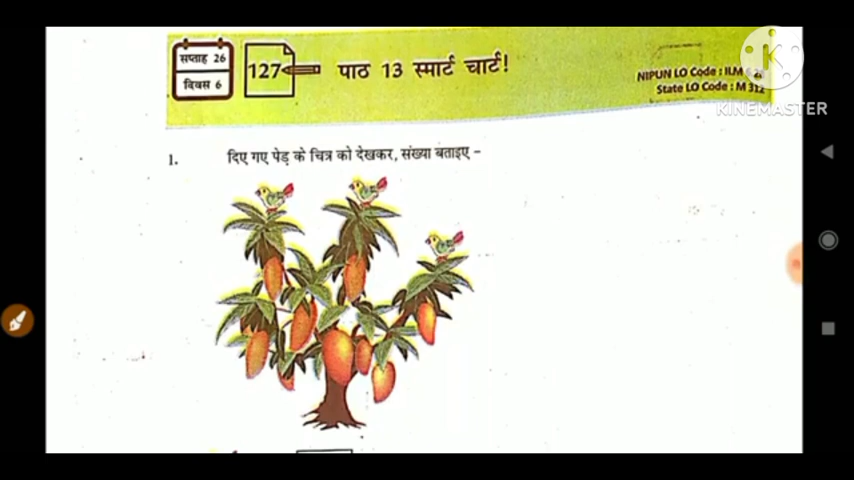 सप्ताह 26
दिवस 6
127
पाठ 13 स्मार्ट चार्ट!
NIPUN LO Code : ILM
State LO Code : M 312
KINEMASTER
1. दिए गए पेड़ के चित्र को देखकर, संख्या बताइए –